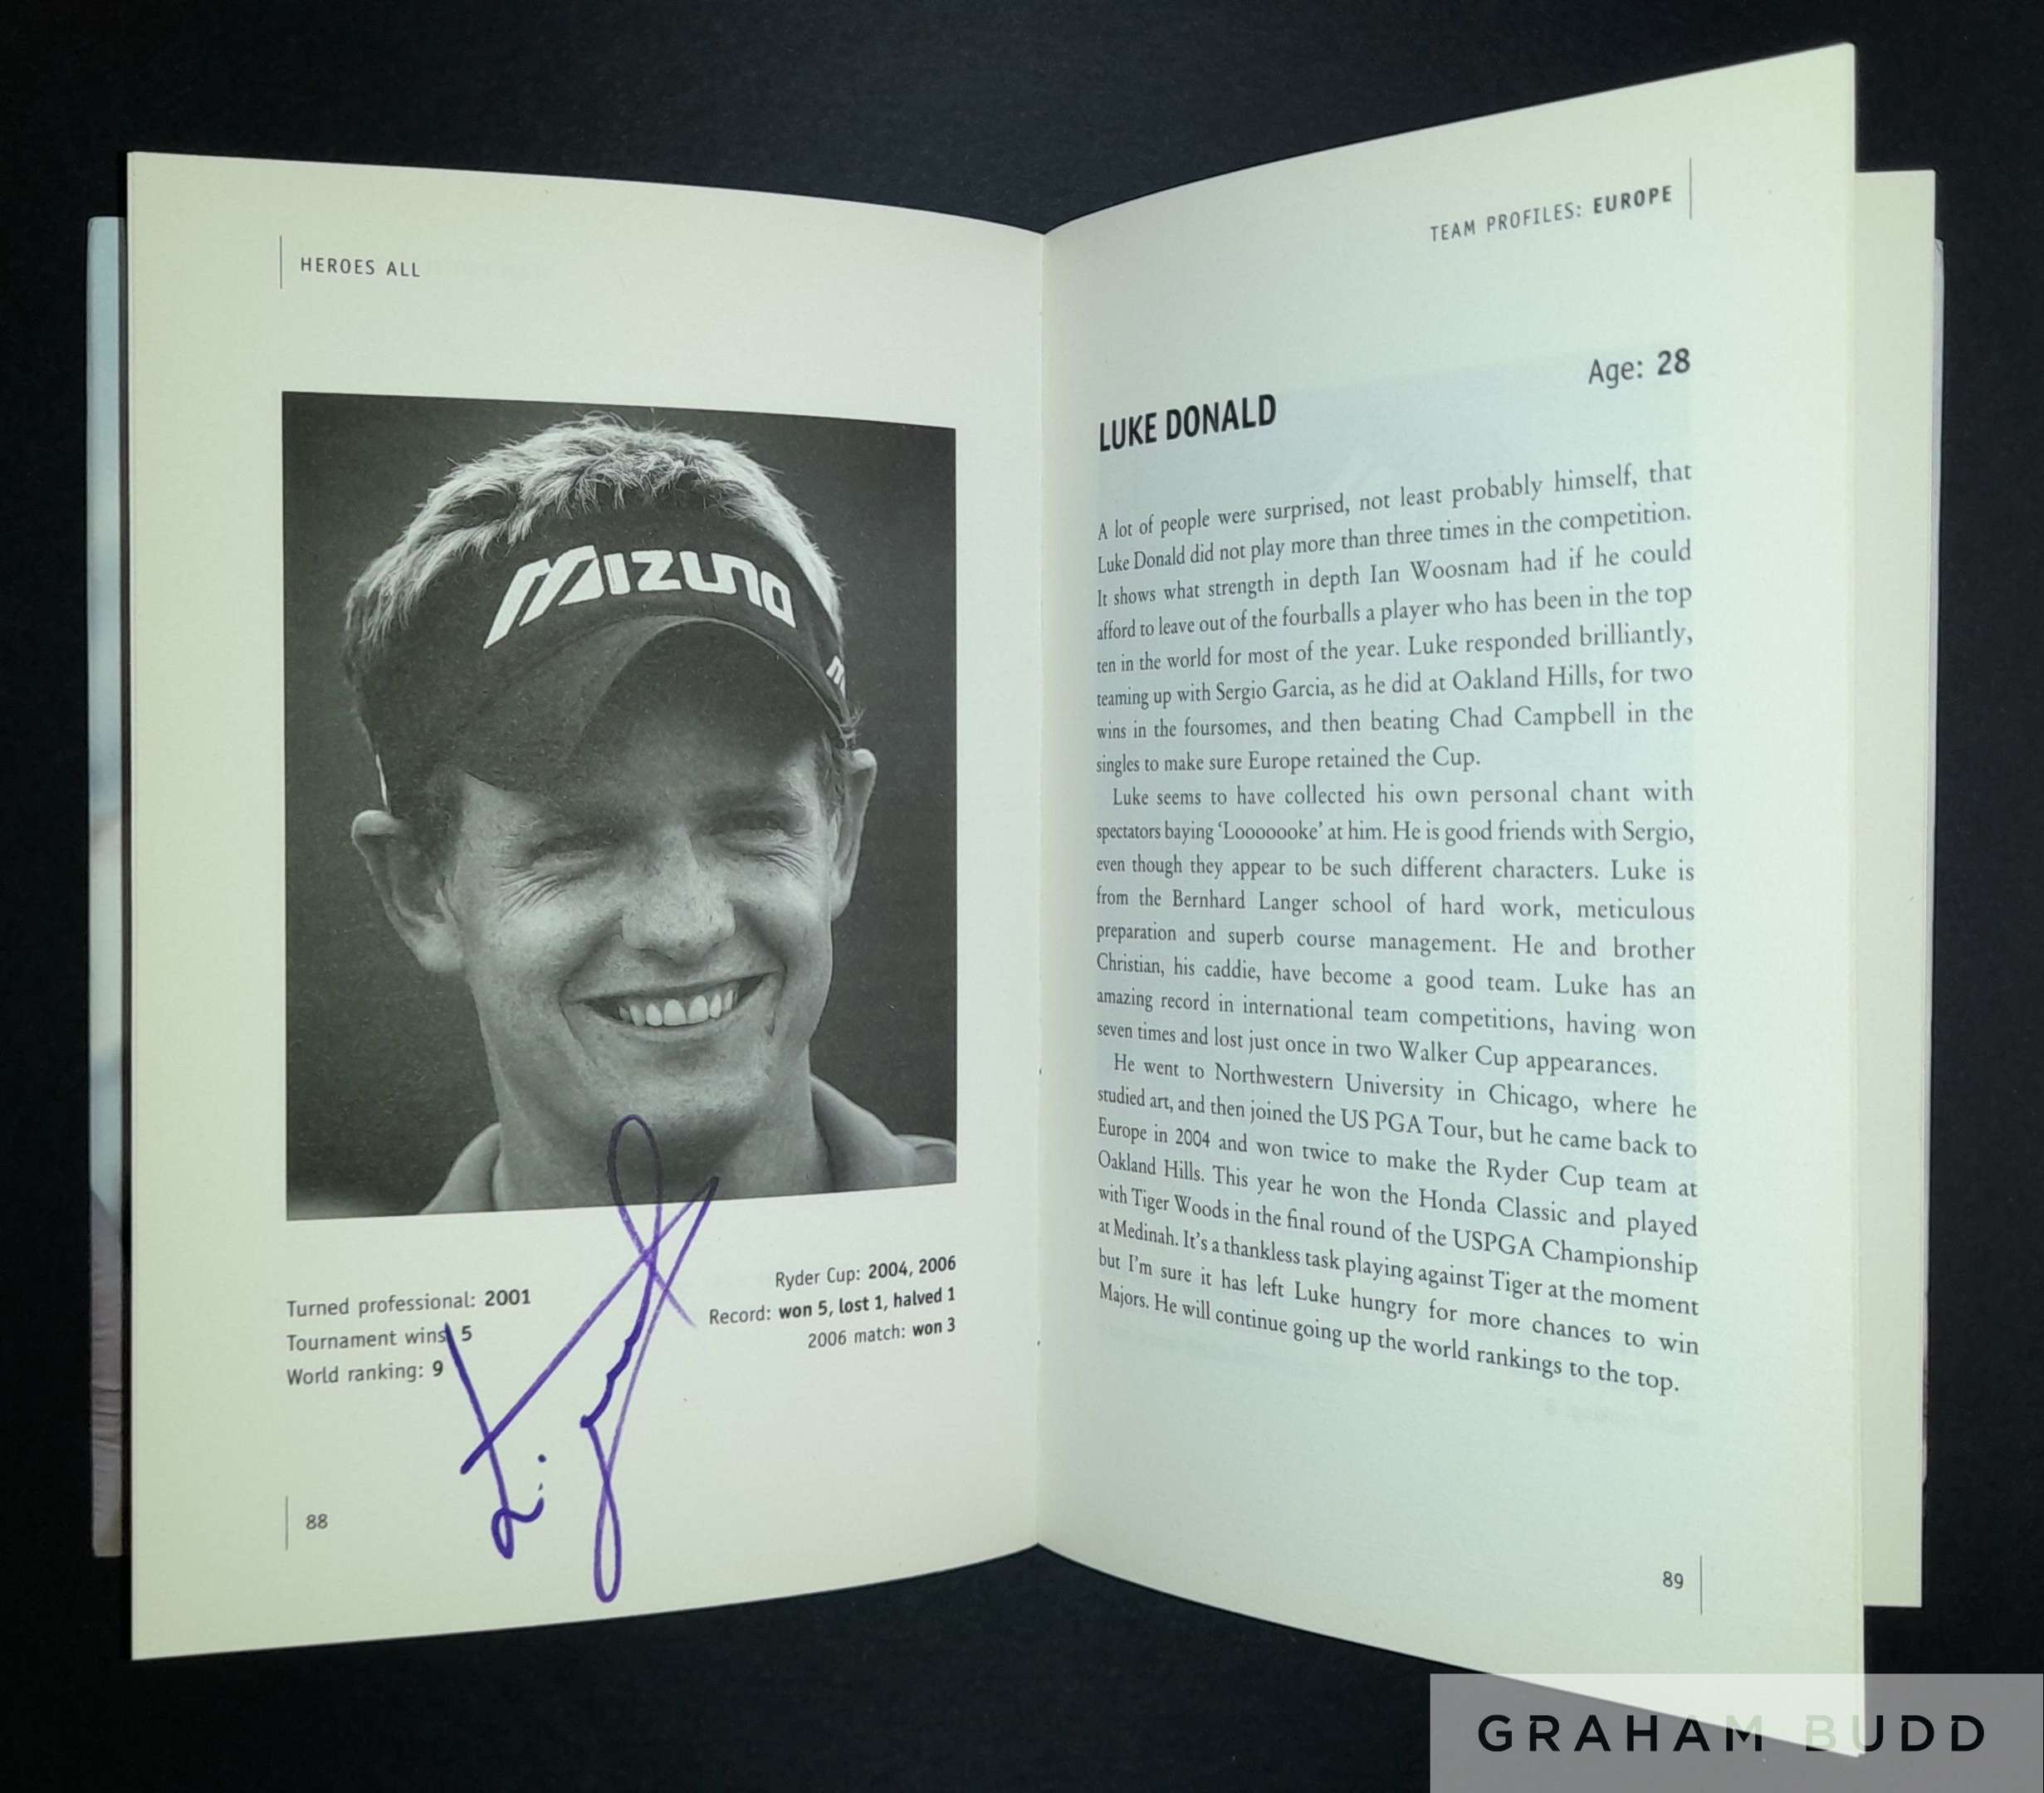 HEROES ALL
MIZUNO
Turned professional: 2001
Tournament wins 5
World ranking: 9
Ryder Cup: 2004, 2006
Record: won 5, lost 1, halved 1
2006 match: won 3
88
TEAM PROFILES: EUROPE
Age: 28
LUKE DONALD
A lot of people were surprised, not least probably himself, that
Luke Donald did not play more than three times in the competition.
It shows what strength in depth Ian Woosnam had if he could
afford to leave out of the fourballs a player who has been in the top
ten in the world for most of the year. Luke responded brilliantly,
teaming up with Sergio Garcia, as he did at Oakland Hills, for two
wins in the foursomes, and then beating Chad Campbell in the
singles to make sure Europe retained the Cup.
Luke seems to have collected his own personal chant with
spectators baying ‘Looooooke’ at him. He is good friends with Sergio,
even though they appear to be such different characters. Luke is
from the Bernhard Langer school of hard work, meticulous
preparation and superb course management. He and brother
Christian, his caddie, have become a good team. Luke has an
amazing record in international team competitions, having won
seven times and lost just once in two Walker Cup appearances.
He went to Northwestern University in Chicago, where he
studied art, and then joined the US PGA Tour, but he came back to
Europe in 2004 and won twice to make the Ryder Cup team at
Oakland Hills. This year he won the Honda Classic and played
with Tiger Woods in the final round of the USPGA Championship
at Medinah. It’s a thankless task playing against Tiger at the moment
but I’m sure it has left Luke hungry for more chances to win
Majors. He will continue going up the world rankings to the top.
89
GRAHAM BUDD